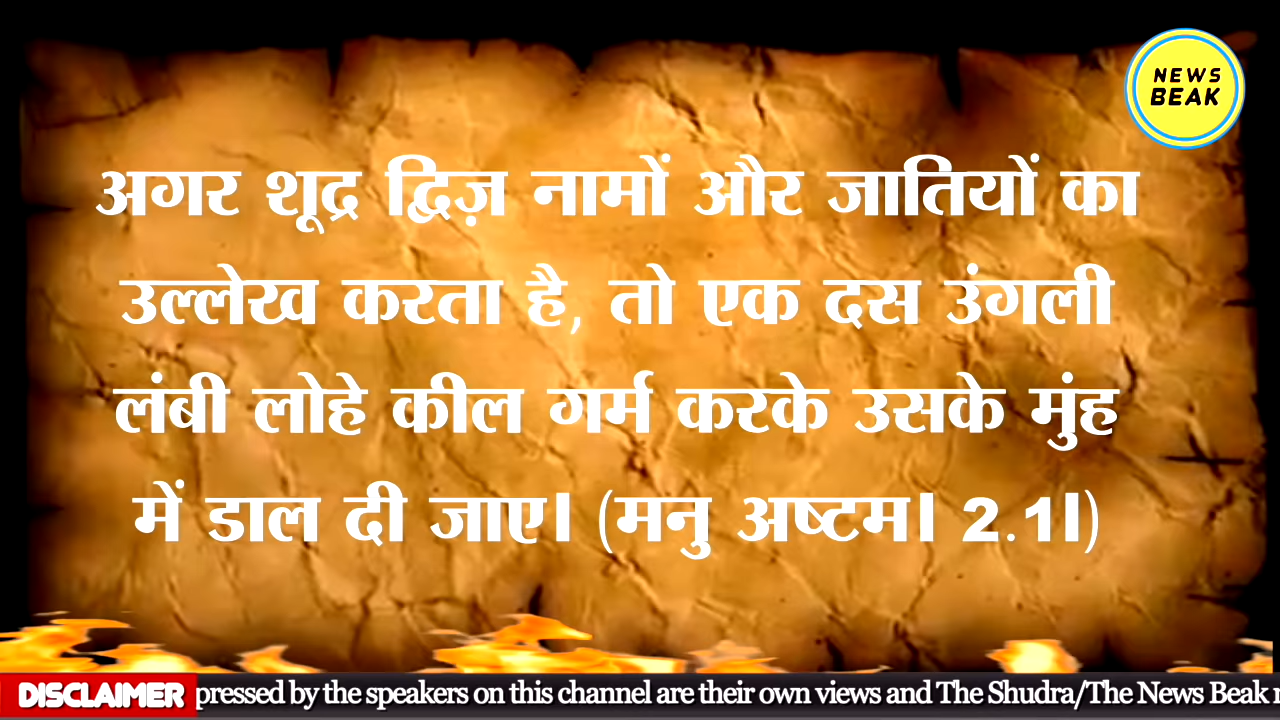 NEWS
BEAK
अगर शूद्र द्विज़ नामों और जातियों का
उल्लेख करता है, तो एक दस उंगली
लंबी लोहे कील गर्म करके उसके मुंह
में डाल दी जाए। (मनु अष्टम। 2.1।)
DISCLAIMER pressed by the speakers on this channel are their own views and The Shudra/The News Beak